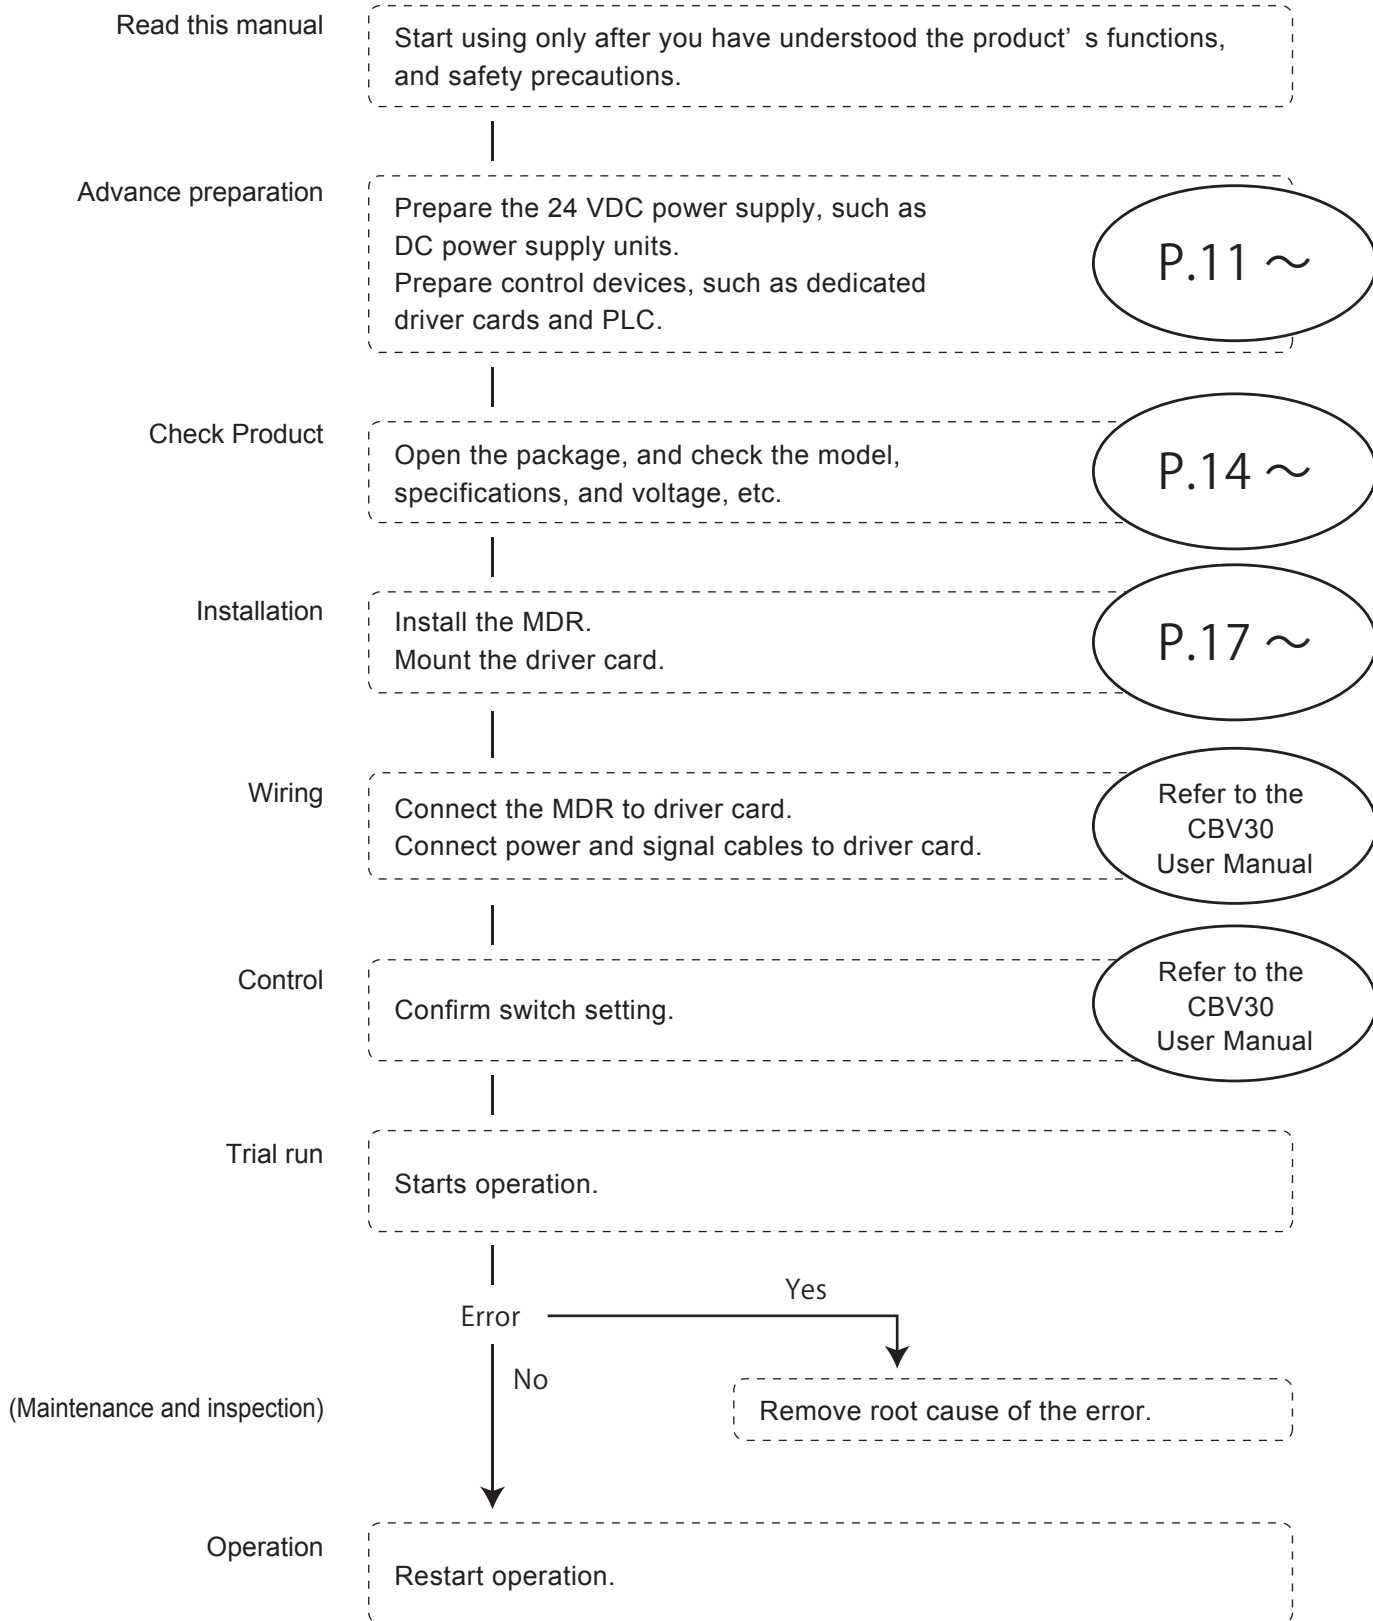 Read this manual
Start using only after you have understood the product’ s functions,
and safety precautions.
Advance preparation
Prepare the 24 VDC power supply, such as
DC power supply units.
Prepare control devices, such as dedicated
driver cards and PLC.
P.11 ～
Check Product
Open the package, and check the model,
specifications, and voltage, etc.
P.14 ～
Installation
Install the MDR.
Mount the driver card.
P.17 ～
Wiring
Connect the MDR to driver card.
Connect power and signal cables to driver card.
Refer to the
CBV30
User Manual
Control
Confirm switch setting.
Refer to the
CBV30
User Manual
Trial run
Starts operation.
Error
Yes
No
(Maintenance and inspection)
Remove root cause of the error.
Operation
Restart operation.